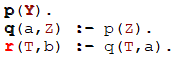 p(Y).
q(a,Z) :- p(Z).
r(T,b) :- q(T,a).